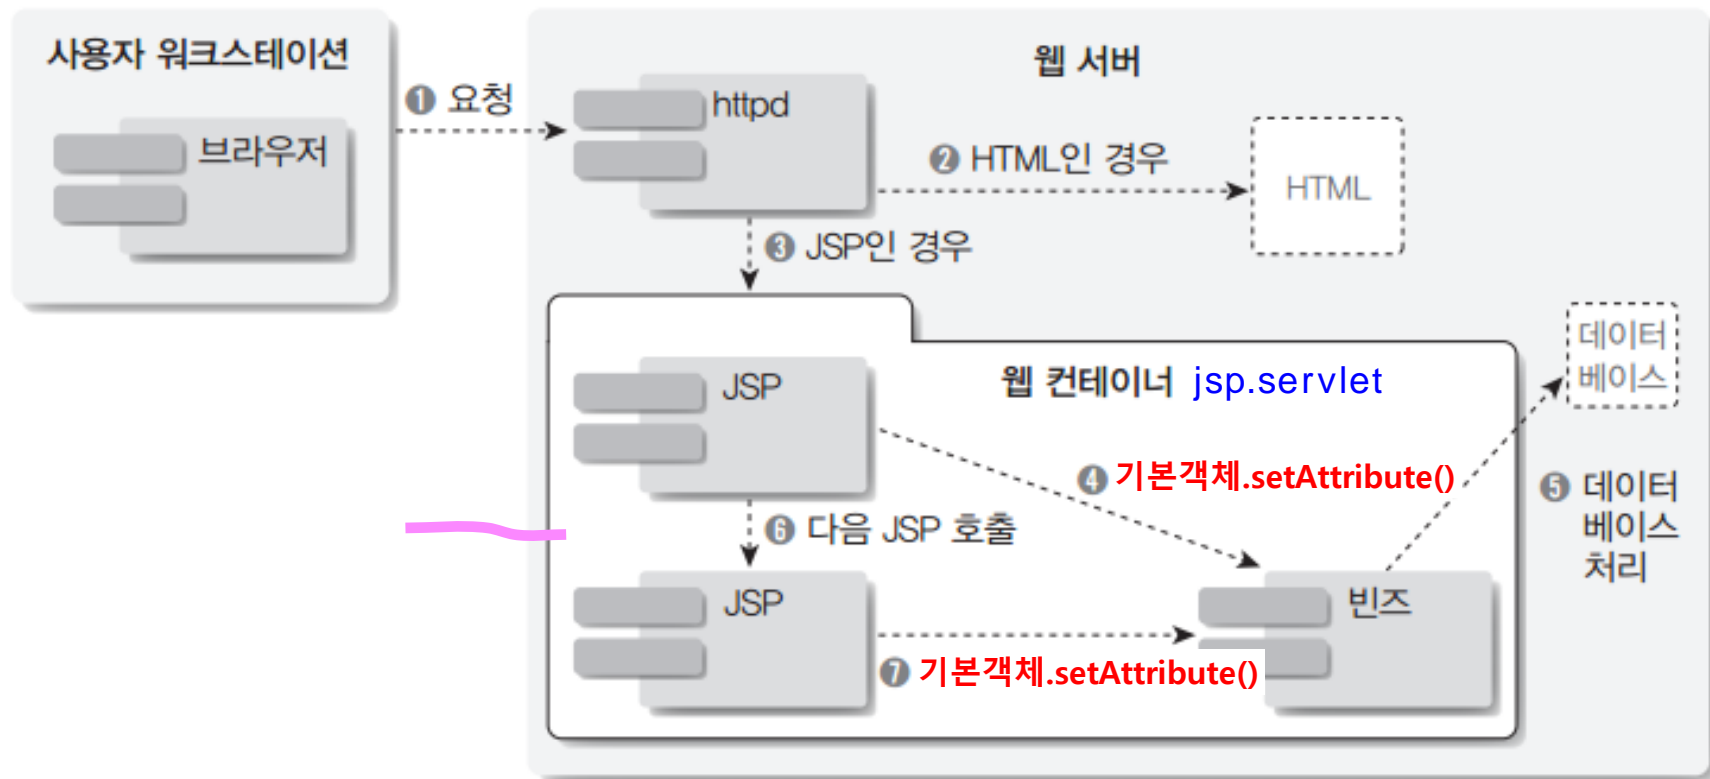 사용자 워크스테이션
브라우저
❶ 요청
웹 서버
httpd
❷ HTML인 경우
HTML
❸ JSP인 경우
웹 컨테이너 jsp.servlet
JSP
❹ 기본객체.setAttribute()
데이터
베이스
❺ 데이터
베이스
처리
❻ 다음 JSP 호출
JSP
❼ 기본객체.setAttribute()
빈즈